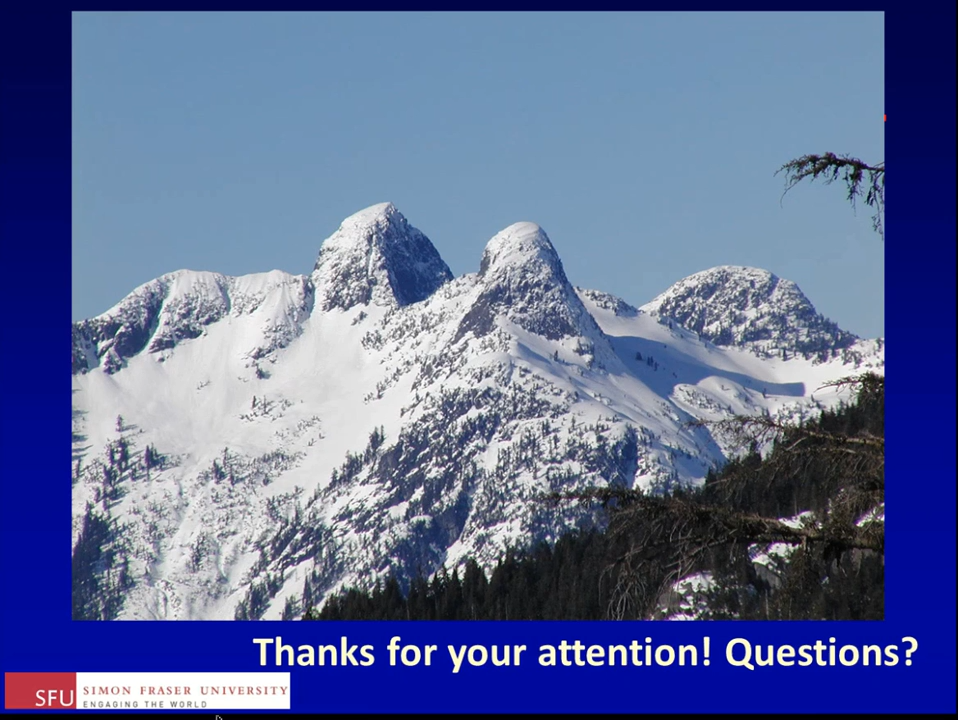 Thanks for your attention! Questions?
SFU
SIMON FRASER UNIVERSITY
ENGAGING THE WORLD